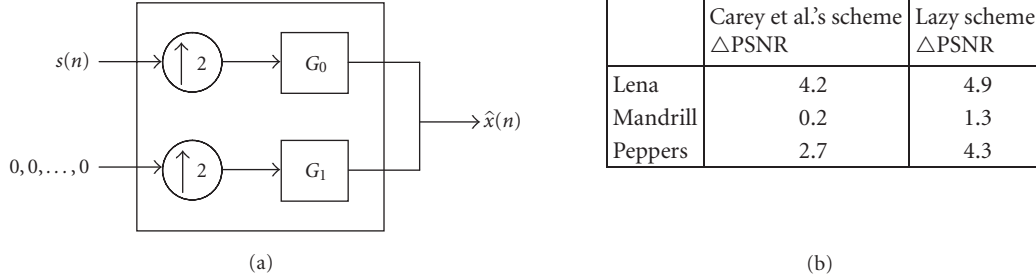 s(n)
↑ 2
G₀
0, 0, . . . , 0
↑ 2
G₁
x̂(n)
(a)
Carey et al.'s scheme Lazy scheme
△PSNR △PSNR
Lena 4.2 4.9
Mandrill 0.2 1.3
Peppers 2.7 4.3
(b)